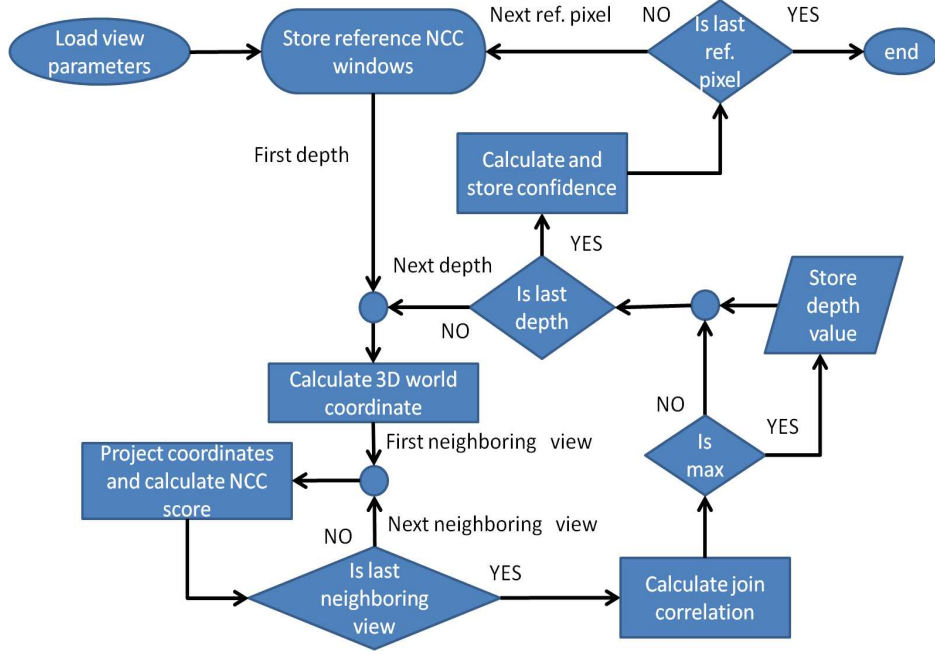 Load view
parameters
Store reference NCC
windows
Next ref. pixel
NO
Is last
ref.
pixel
YES
end
First depth
Calculate and
store confidence
YES
Next depth
NO
Is last
depth
Store
depth
value
Calculate 3D world
coordinate
NO
YES
Is
max
First neighboring view
Project coordinates
and calculate NCC
score
Next neighboring view
NO
Is last
neighboring
view
YES
Calculate join
correlation